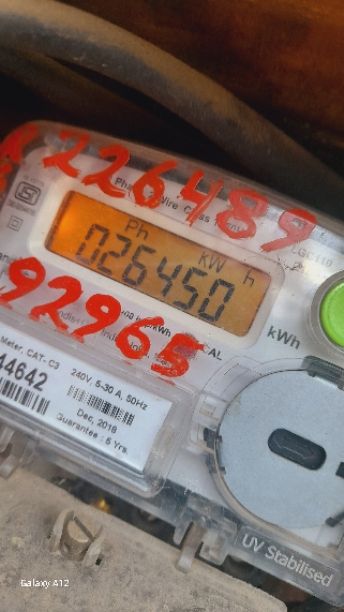 226489
Ph kW h
026450
kWh
92965
Meter, CAT- C3
44642
240V, 5-30 A, 50Hz
Dec, 2018
Guarantee : 5 Yrs.
UV Stabilised
Galaxy A12